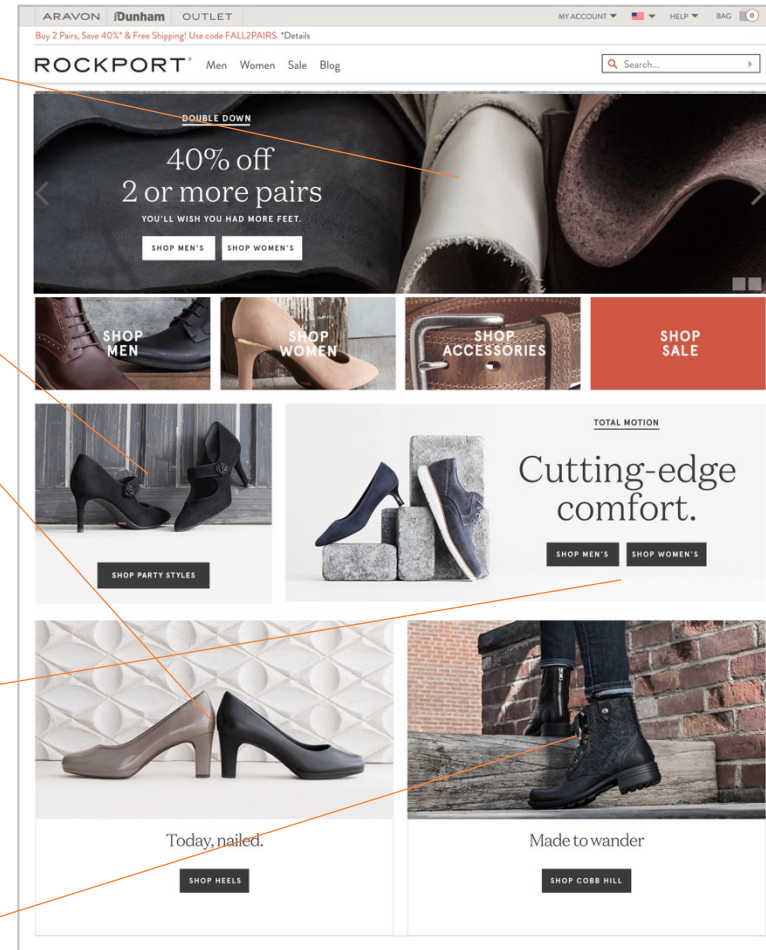 ARAVON Dunham OUTLET MY ACCOUNT HELP BAG 0
Buy 2 Pairs, Save 40%* & Free Shipping! Use code FALL2PAIRS. *Details
ROCKPORT® Men Women Sale Blog Search...
DOUBLE DOWN
40% off
2 or more pairs
YOU'LL WISH YOU HAD MORE FEET.
SHOP MEN'S SHOP WOMEN'S
SHOP
MEN
SHOP
WOMEN
SHOP
ACCESSORIES
SHOP
SALE
SHOP PARTY STYLES
TOTAL MOTION
Cutting-edge
comfort.
SHOP MEN'S SHOP WOMEN'S
Today, nailed.
SHOP HEELS
Made to wander
SHOP COBB HILL